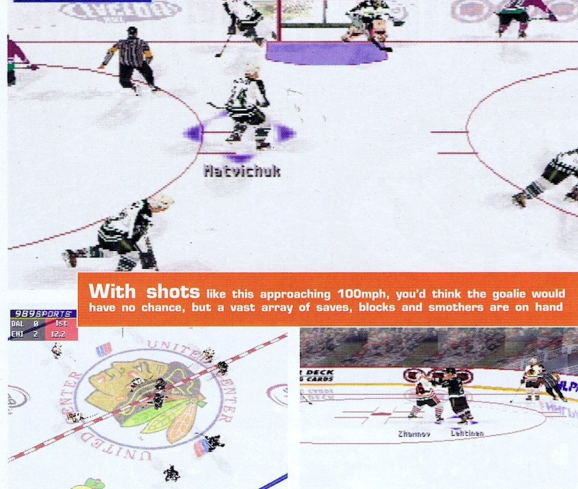 Matvichuk
With shots like this approaching 100mph, you'd think the goalie would
have no chance, but a vast array of saves, blocks and smothers are on hand
989SPORTS
DAL 0 1st
CHI 2 12.2
UNITED CENTER
UNITED CENTER
DECK
CARDS
Zhamnov Lehtinen